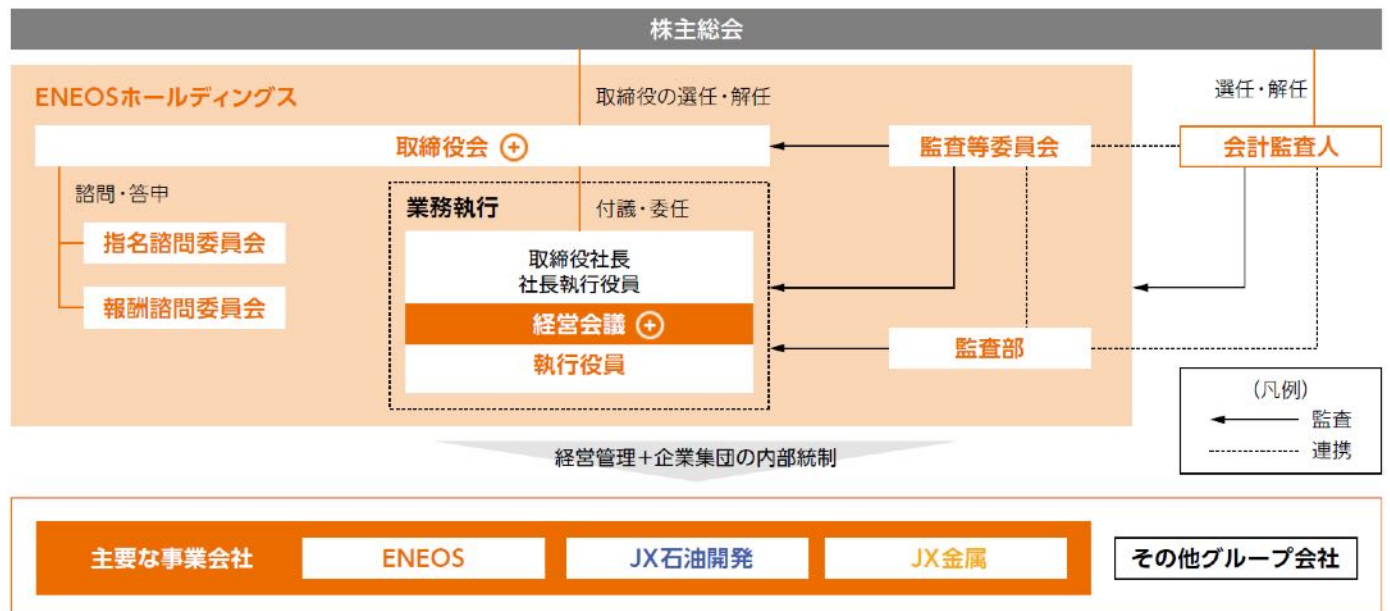 株主総会
ENEOSホールディングス
取締役の選任・解任
選任・解任
取締役会
監査等委員会
会計監査人
諮問・答申
業務執行
付議・委任
指名諮問委員会
取締役社長
社長執行役員
報酬諮問委員会
経営会議
監査部
執行役員
(凡例)
監査
連携
経営管理+企業集団の内部統制
主要な事業会社
ENEOS
JX石油開発
JX金属
その他グループ会社